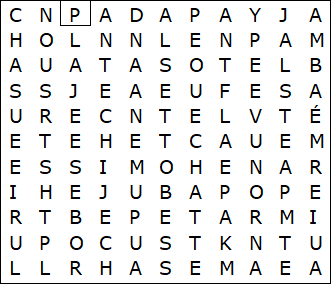 C N P A D A P A Y J A
H O L N N L E N P A M
A U A T A S O T E L B
S S J E A E U F E S A
U R E C N T E L V T É
E T E H E T C A U E M
E S S I M O H E N A R
I H E J U B A P O P E
R T B E P E T A R M I
U P O C U S T K N T U
L L R H A S E M A E A